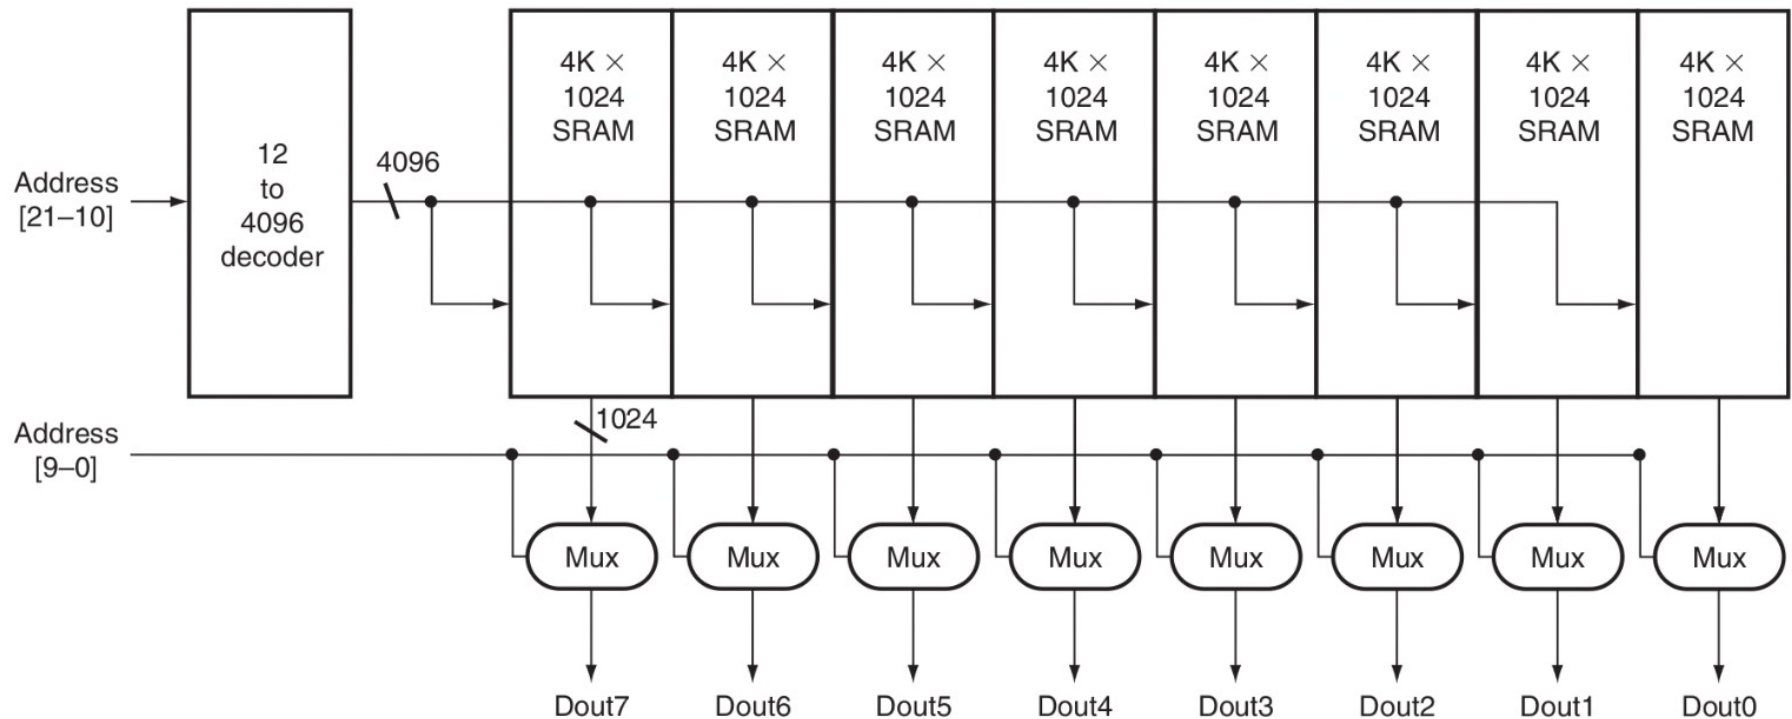 4K × 4K × 4K × 4K × 4K × 4K × 4K × 4K ×
1024 1024 1024 1024 1024 1024 1024 1024
SRAM SRAM SRAM SRAM SRAM SRAM SRAM SRAM
12
to
4096
decoder
4096
Address
[21–10]
1024
Address
[9–0]
Mux Mux Mux Mux Mux Mux Mux Mux
Dout7 Dout6 Dout5 Dout4 Dout3 Dout2 Dout1 Dout0